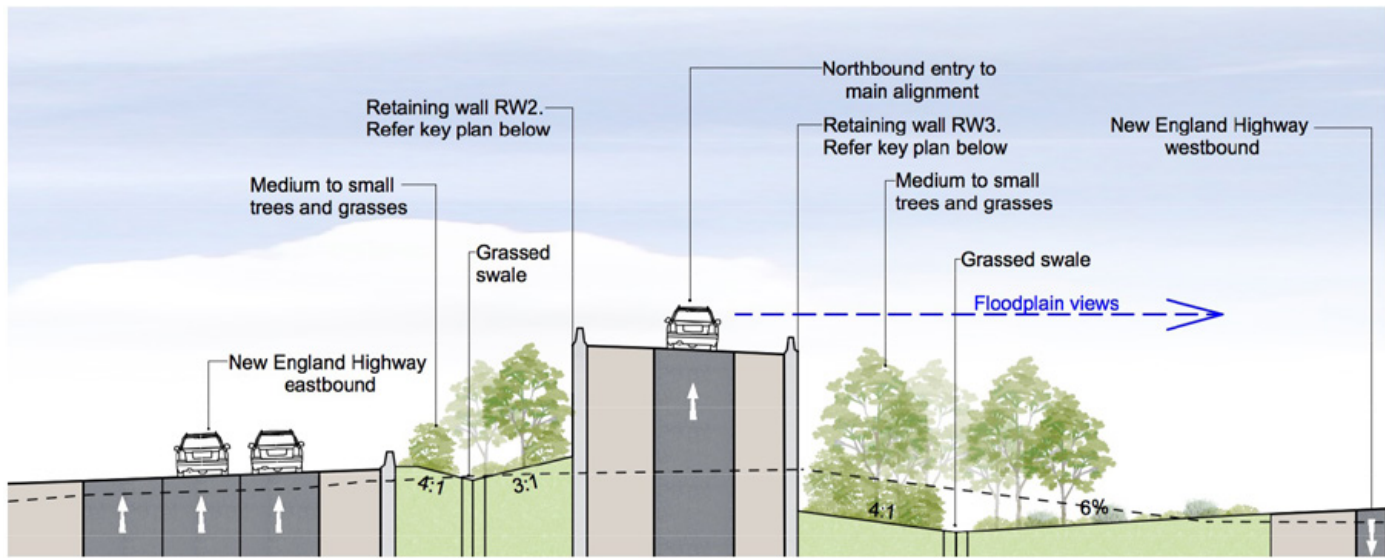 Northbound entry to
main alignment
Retaining wall RW2.
Refer key plan below
Retaining wall RW3.
Refer key plan below
New England Highway
westbound
Medium to small
trees and grasses
Medium to small
trees and grasses
Grassed
swale
Grassed swale
Floodplain views
New England Highway
eastbound
4:1
3:1
4:1
6%